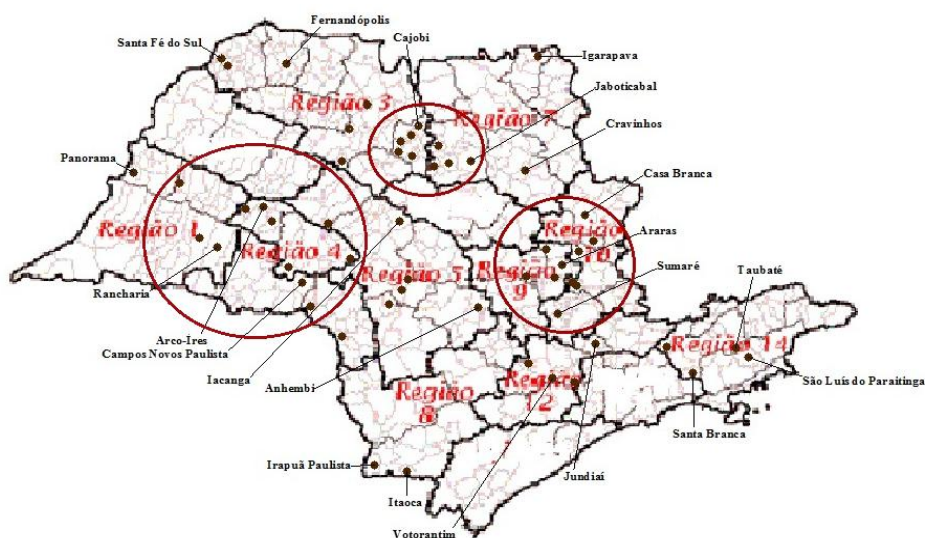 Fernandópolis
Santa Fé do Sul
Cajobi
Igarapava
Jaboticabal
Região 3
Região 7
Cravinhos
Panorama
Casa Branca
Região 1
Região
10
Araras
Região 4
Região 5
Região
9
Sumaré
Taubaté
Rancharia
Arco-Ires
Campos Novos Paulista
Região 14
Iacanga
Anhembi
São Luís do Paraitinga
Região
8
Região
12
Santa Branca
Irapuã Paulista
Jundiaí
Itaoca
Votorantim